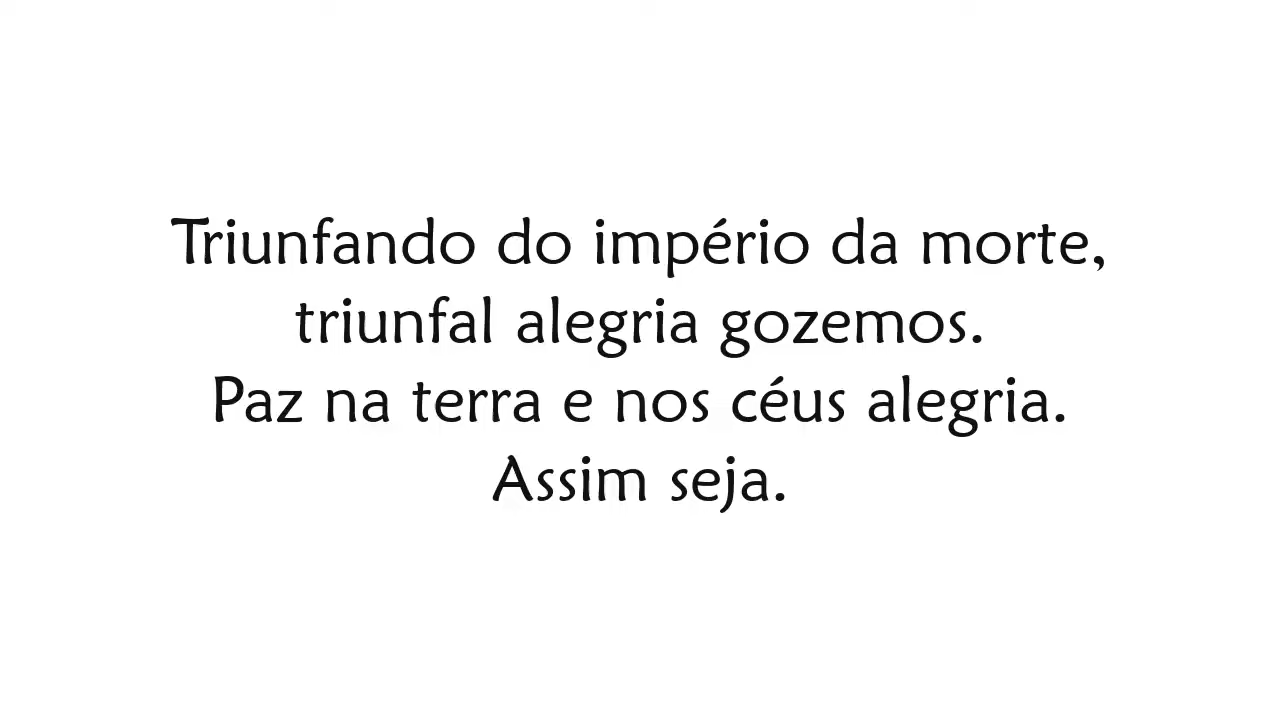 Triunfando do império da morte,
triunfal alegria gozemos.
Paz na terra e nos céus alegria.
Assim seja.